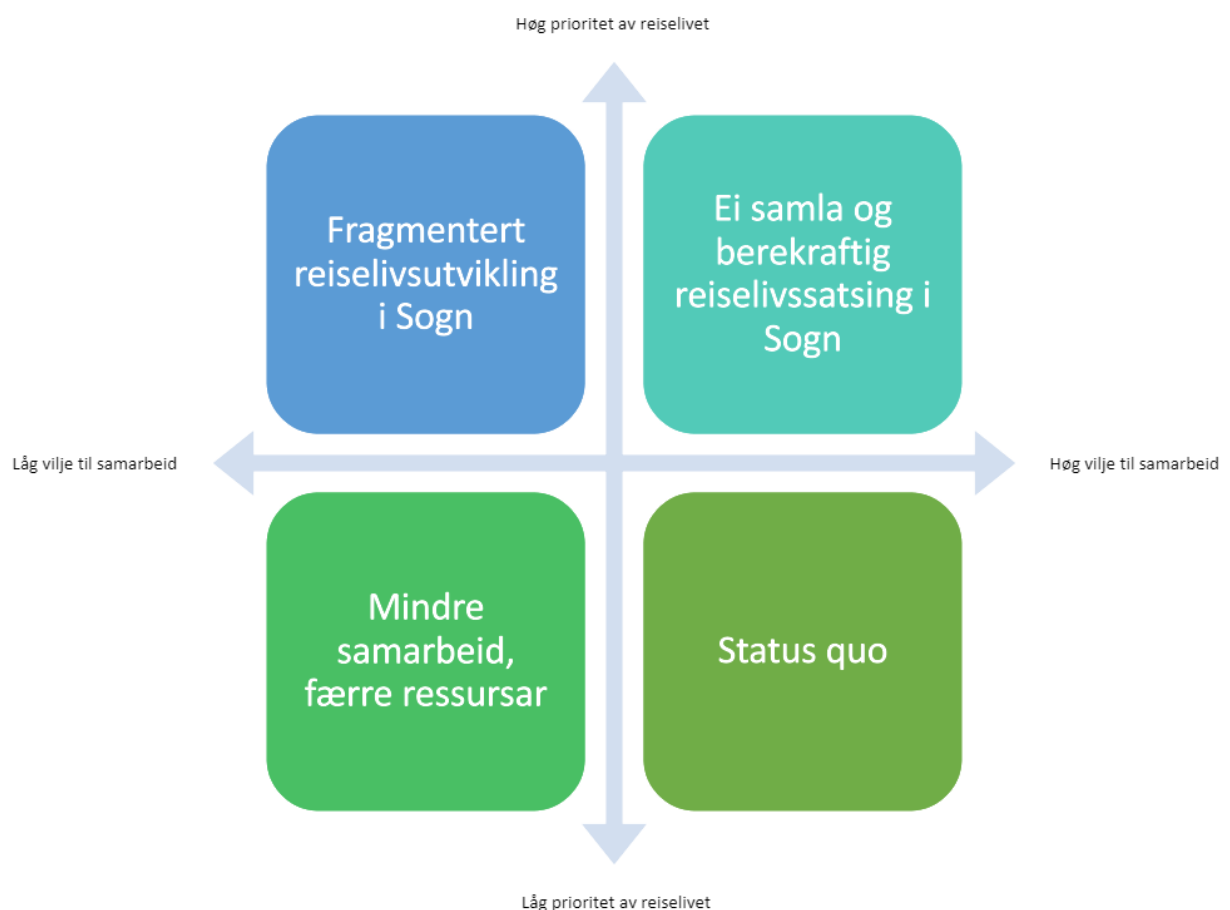 Høg prioritet av reiselivet
Fragmentert
reiselivsutvikling
i Sogn
Ei samla og
berekraftig
reiselivssatsing i
Sogn
Låg vilje til samarbeid
Høg vilje til samarbeid
Mindre
samarbeid,
færre ressursar
Status quo
Låg prioritet av reiselivet